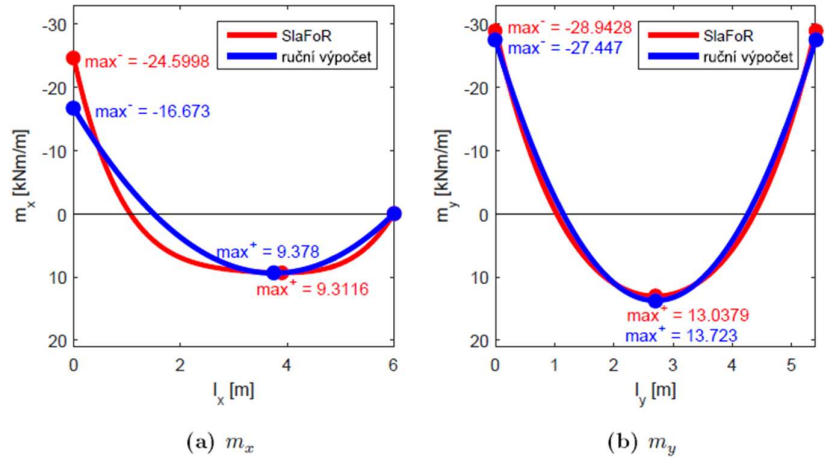 -30
-20
-10
0
10
20
m_x [kNm/m]
SlaFoR
ruční výpočet
max⁻ = -24.5998
max⁻ = -16.673
max⁺ = 9.378
max⁺ = 9.3116
0 2 4 6
l_x [m]
(a) m_x
-30
-20
-10
0
10
20
m_y [kNm/m]
max⁻ = -28.9428
max⁻ = -27.447
SlaFoR
ruční výpočet
max⁺ = 13.0379
max⁺ = 13.723
0 1 2 3 4 5
l_y [m]
(b) m_y